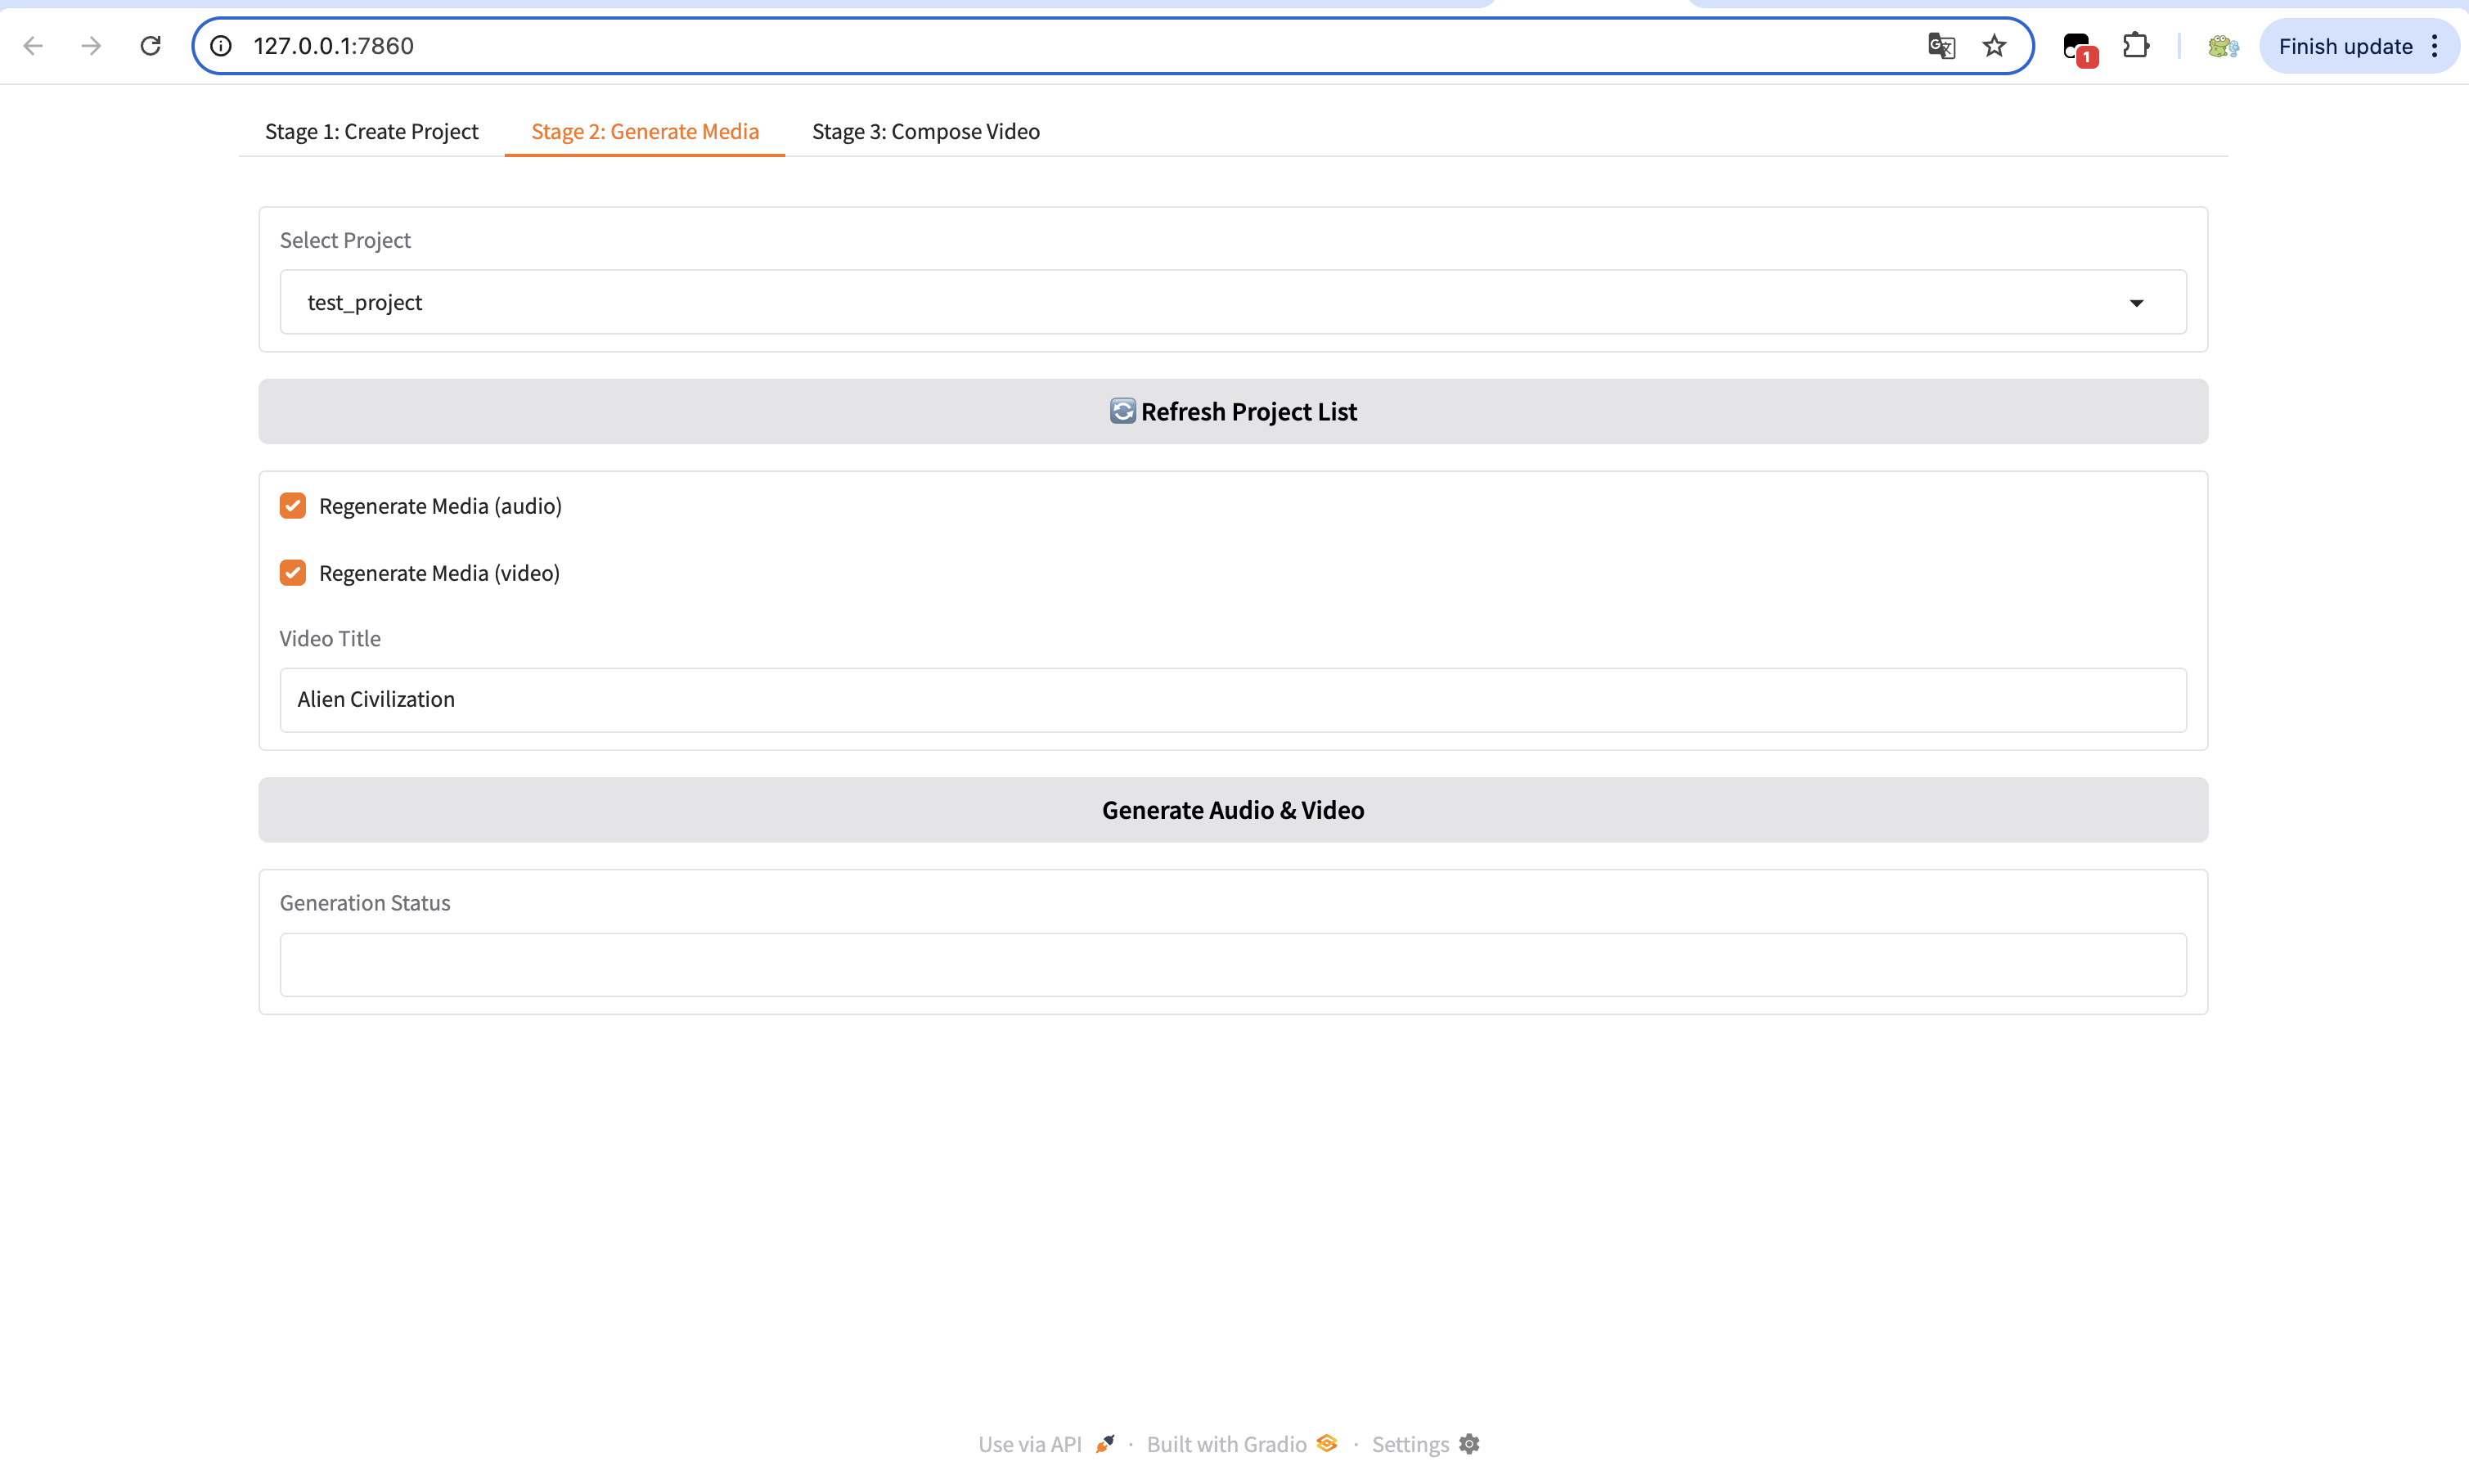 127.0.0.1:7860
1
Finish update
Stage 1: Create Project
Stage 2: Generate Media
Stage 3: Compose Video
Select Project
test_project
Refresh Project List
Regenerate Media (audio)
Regenerate Media (video)
Video Title
Alien Civilization
Generate Audio & Video
Generation Status
Use via API · Built with Gradio · Settings